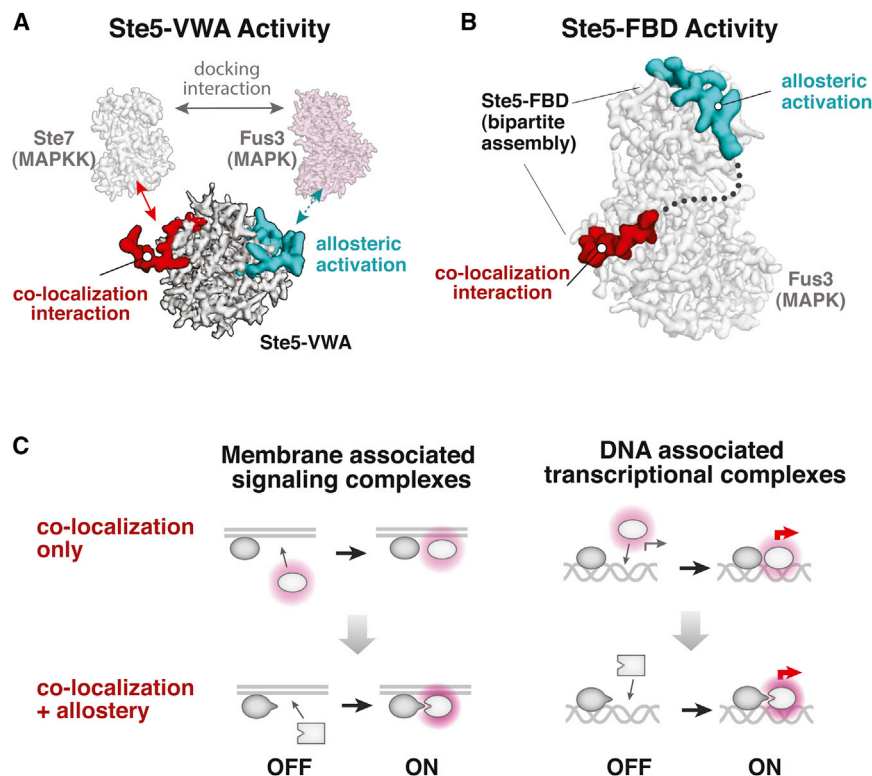 A
Ste5-VWA Activity
docking
interaction
Ste7
(MAPKK)
Fus3
(MAPK)
allosteric
activation
co-localization
interaction
Ste5-VWA
B
Ste5-FBD Activity
allosteric
activation
Ste5-FBD
(bipartite
assembly)
co-localization
interaction
Fus3
(MAPK)
C
Membrane associated
signaling complexes
DNA associated
transcriptional complexes
co-localization
only
co-localization
+ allostery
OFF
ON
OFF
ON